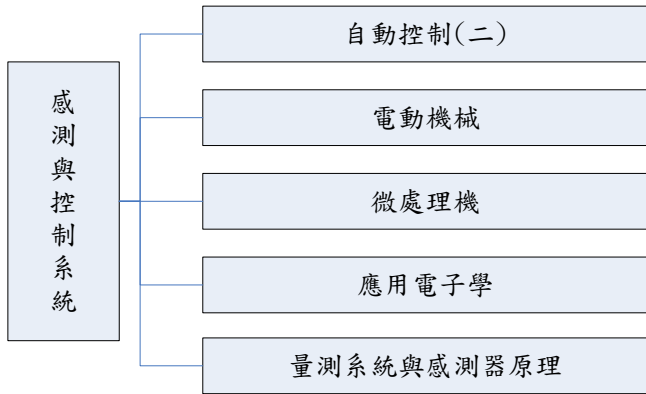 感測與控制系統
自動控制(二)
電動機械
微處理機
應用電子學
量測系統與感測器原理